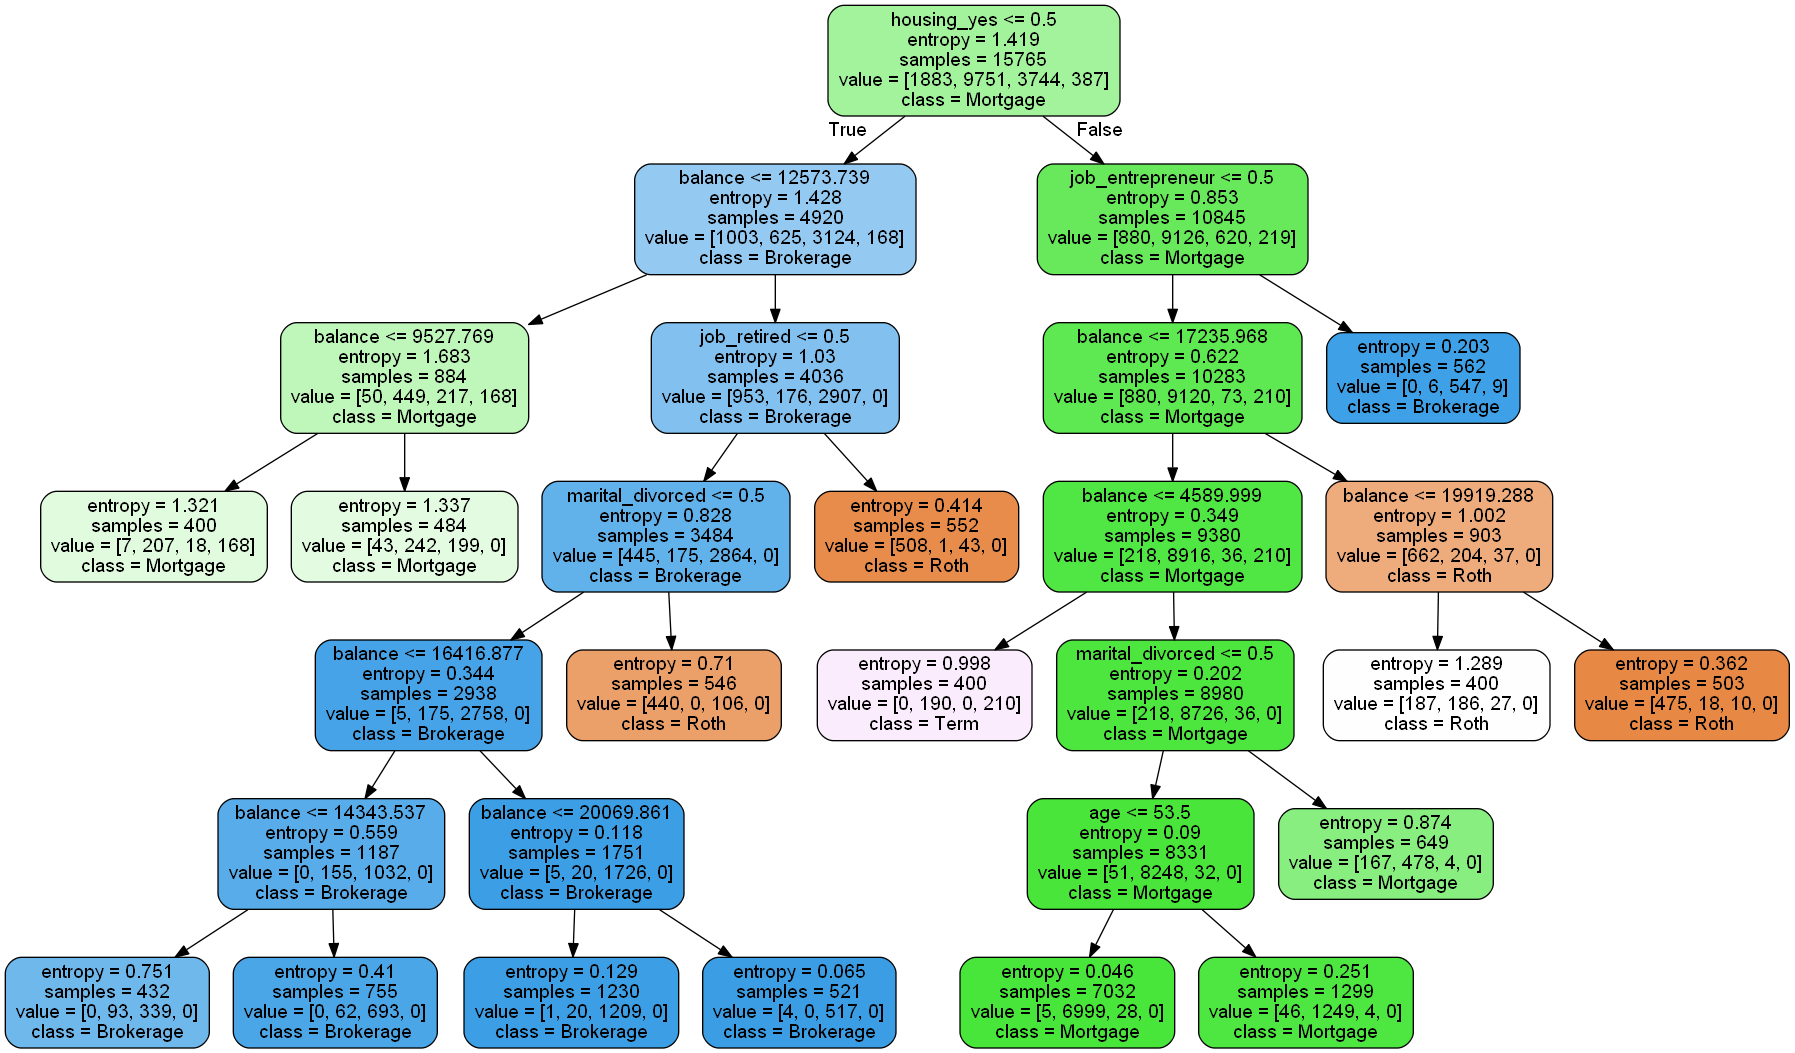 housing_yes <= 0.5
entropy = 1.419
samples = 15765
value = [1883, 9751, 3744, 387]
class = Mortgage
True
False
balance <= 12573.739
entropy = 1.428
samples = 4920
value = [1003, 625, 3124, 168]
class = Brokerage
job_entrepreneur <= 0.5
entropy = 0.853
samples = 10845
value = [880, 9126, 620, 219]
class = Mortgage
balance <= 9527.769
entropy = 1.683
samples = 884
value = [50, 449, 217, 168]
class = Mortgage
job_retired <= 0.5
entropy = 1.03
samples = 4036
value = [953, 176, 2907, 0]
class = Brokerage
balance <= 17235.968
entropy = 0.622
samples = 10283
value = [880, 9120, 73, 210]
class = Mortgage
entropy = 0.203
samples = 562
value = [0, 6, 547, 9]
class = Brokerage
entropy = 1.321
samples = 400
value = [7, 207, 18, 168]
class = Mortgage
entropy = 1.337
samples = 484
value = [43, 242, 199, 0]
class = Mortgage
marital_divorced <= 0.5
entropy = 0.828
samples = 3484
value = [445, 175, 2864, 0]
class = Brokerage
entropy = 0.414
samples = 552
value = [508, 1, 43, 0]
class = Roth
balance <= 4589.999
entropy = 0.349
samples = 9380
value = [218, 8916, 36, 210]
class = Mortgage
balance <= 19919.288
entropy = 1.002
samples = 903
value = [662, 204, 37, 0]
class = Roth
balance <= 16416.877
entropy = 0.344
samples = 2938
value = [5, 175, 2758, 0]
class = Brokerage
entropy = 0.71
samples = 546
value = [440, 0, 106, 0]
class = Roth
entropy = 0.998
samples = 400
value = [0, 190, 0, 210]
class = Term
marital_divorced <= 0.5
entropy = 0.202
samples = 8980
value = [218, 8726, 36, 0]
class = Mortgage
entropy = 1.289
samples = 400
value = [187, 186, 27, 0]
class = Roth
entropy = 0.362
samples = 503
value = [475, 18, 10, 0]
class = Roth
balance <= 14343.537
entropy = 0.559
samples = 1187
value = [0, 155, 1032, 0]
class = Brokerage
balance <= 20069.861
entropy = 0.118
samples = 1751
value = [5, 20, 1726, 0]
class = Brokerage
age <= 53.5
entropy = 0.09
samples = 8331
value = [51, 8248, 32, 0]
class = Mortgage
entropy = 0.874
samples = 649
value = [167, 478, 4, 0]
class = Mortgage
entropy = 0.751
samples = 432
value = [0, 93, 339, 0]
class = Brokerage
entropy = 0.41
samples = 755
value = [0, 62, 693, 0]
class = Brokerage
entropy = 0.129
samples = 1230
value = [1, 20, 1209, 0]
class = Brokerage
entropy = 0.065
samples = 521
value = [4, 0, 517, 0]
class = Brokerage
entropy = 0.046
samples = 7032
value = [5, 6999, 28, 0]
class = Mortgage
entropy = 0.251
samples = 1299
value = [46, 1249, 4, 0]
class = Mortgage